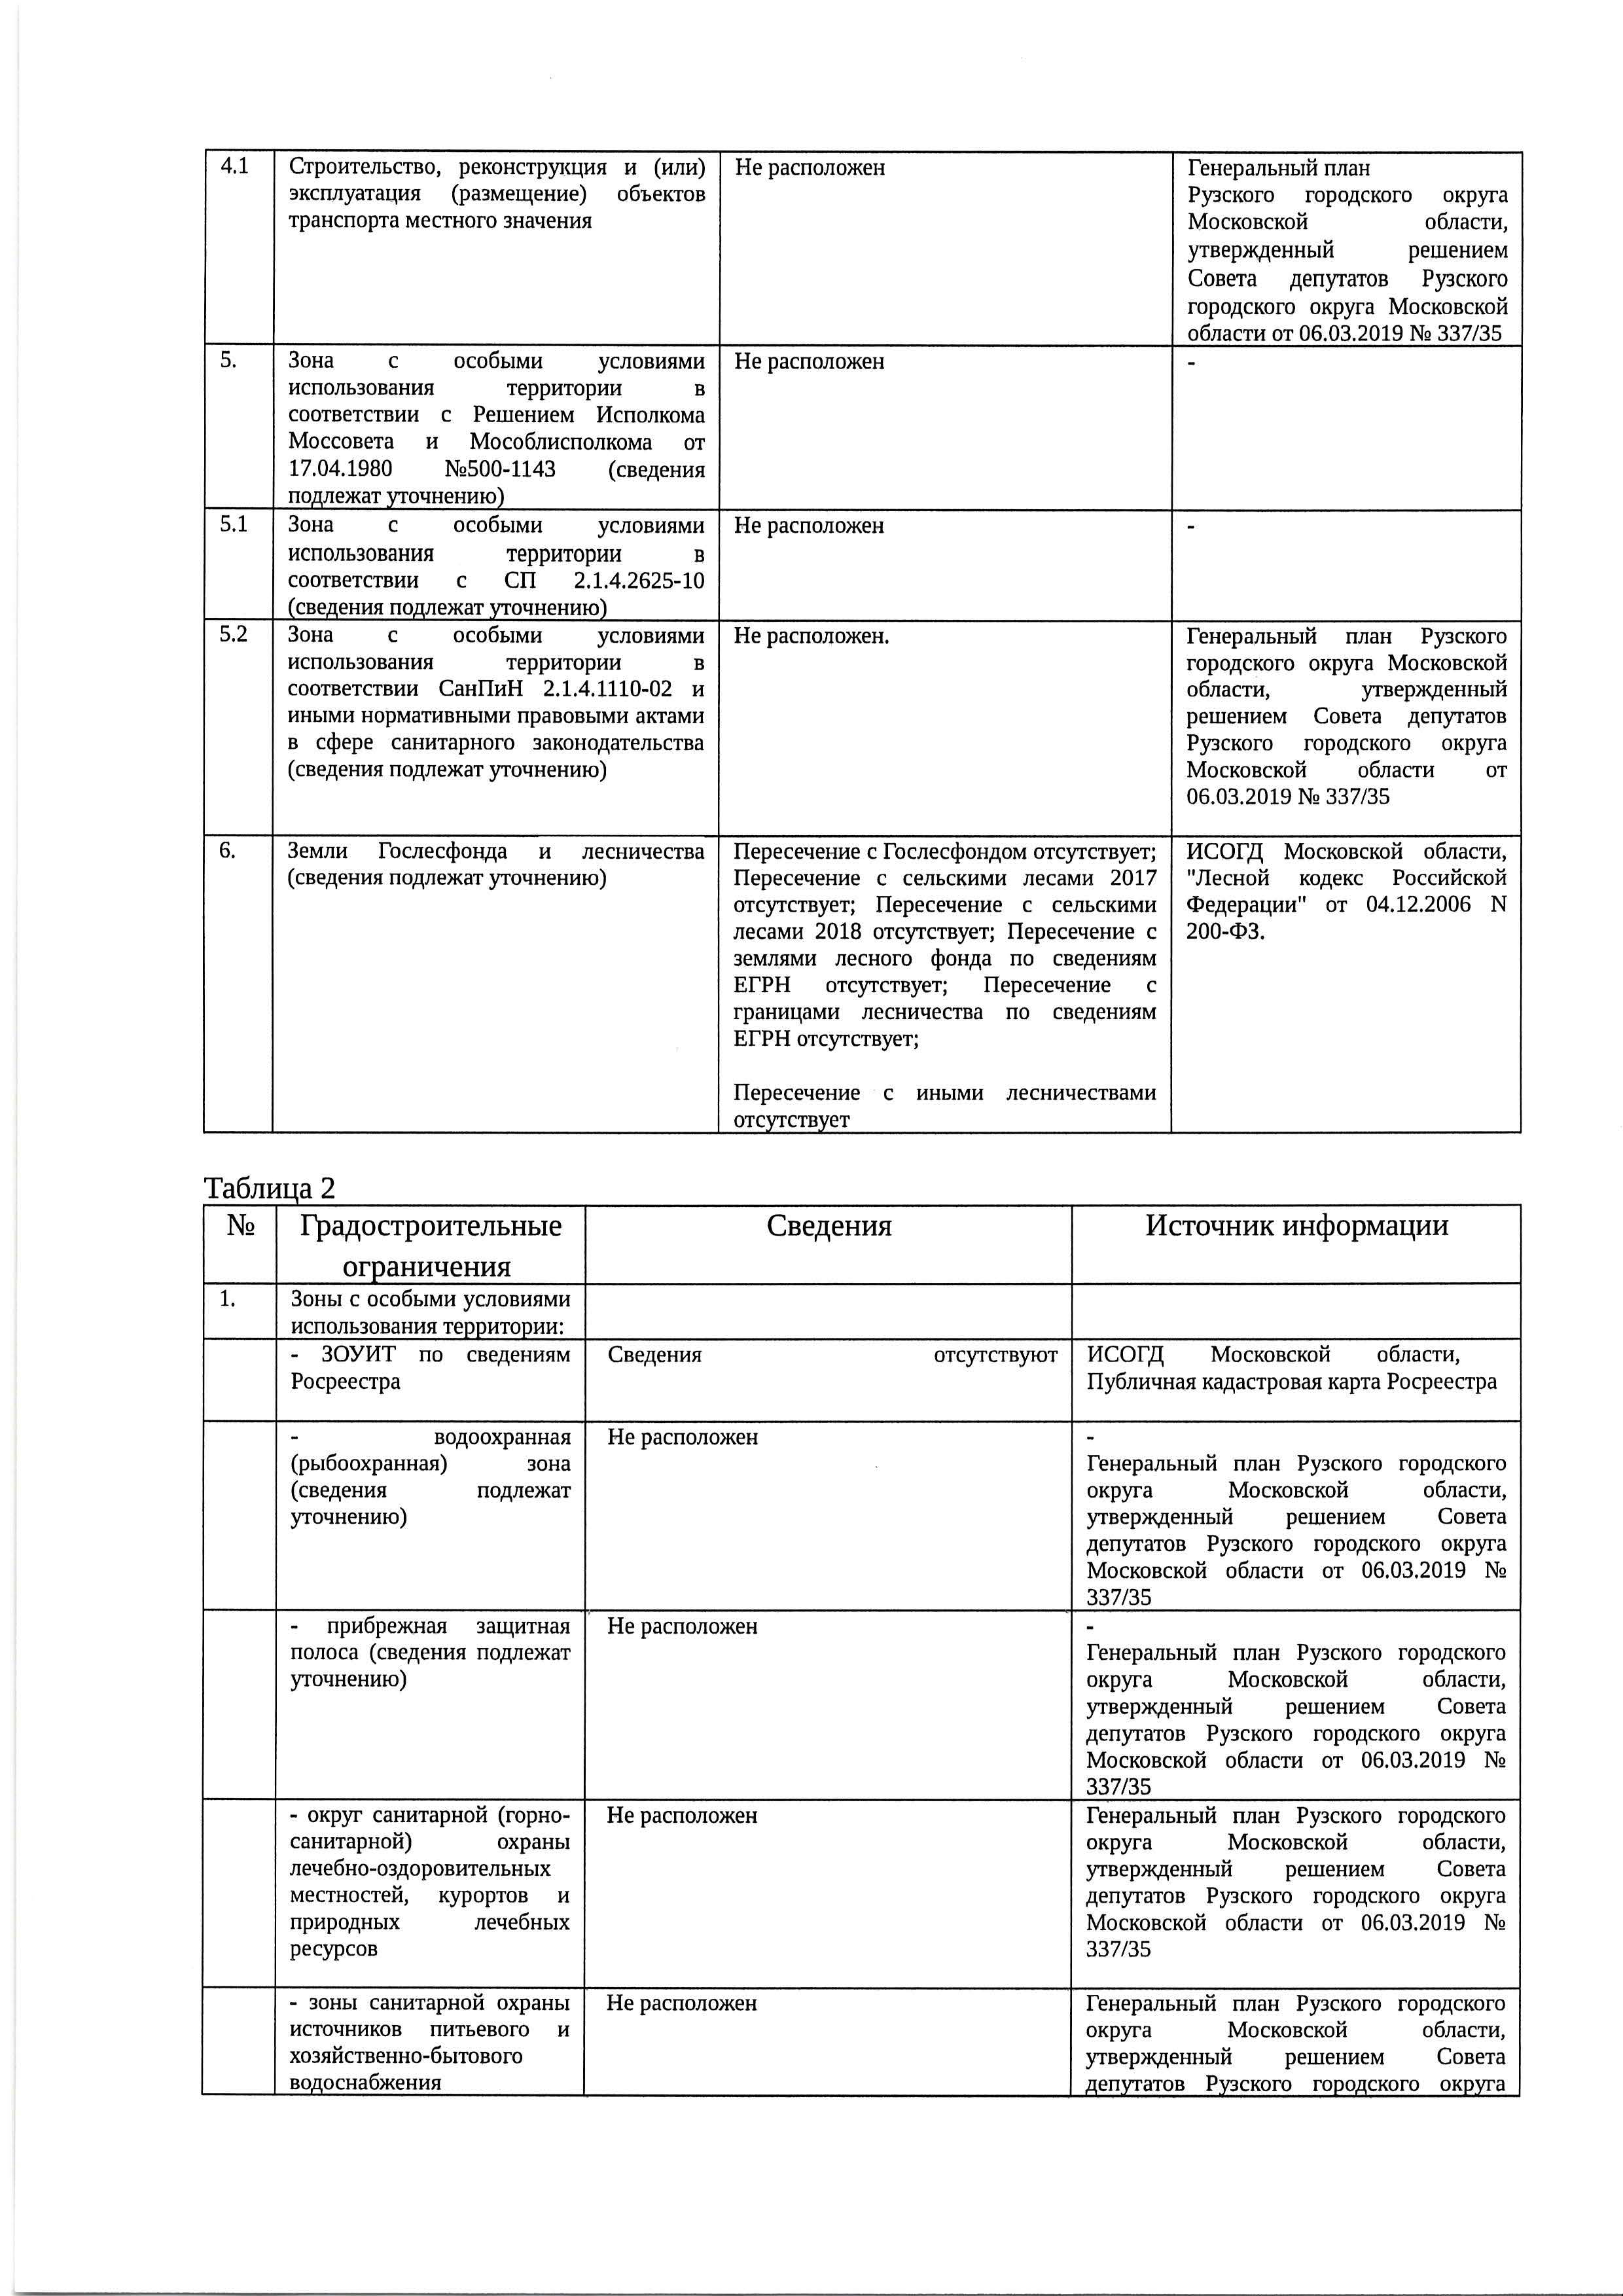 4.1
Строительство, реконструкция и (или)
эксплуатация (размещение) объектов
транспорта местного значения
Не расположен
Генеральный план
Рузского городского округа
Московской области,
утвержденный решением
Совета депутатов Рузского
городского округа Московской
области от 06.03.2019 № 337/35
5.
Зона с особыми условиями
использования территории в
соответствии с Решением Исполкома
Моссовета и Мособлисполкома от
17.04.1980 №500-1143 (сведения
подлежат уточнению)
Не расположен
-
5.1
Зона с особыми условиями
использования территории в
соответствии с СП 2.1.4.2625-10
(сведения подлежат уточнению)
Не расположен
-
5.2
Зона с особыми условиями
использования территории в
соответствии СанПиН 2.1.4.1110-02 и
иными нормативными правовыми актами
в сфере санитарного законодательства
(сведения подлежат уточнению)
Не расположен.
Генеральный план Рузского
городского округа Московской
области, утвержденный
решением Совета депутатов
Рузского городского округа
Московской области от
06.03.2019 № 337/35
6.
Земли Гослесфонда и лесничества
(сведения подлежат уточнению)
Пересечение с Гослесфондом отсутствует;
Пересечение с сельскими лесами 2017
отсутствует; Пересечение с сельскими
лесами 2018 отсутствует; Пересечение с
землями лесного фонда по сведениям
ЕГРН отсутствует; Пересечение с
границами лесничества по сведениям
ЕГРН отсутствует;
Пересечение с иными лесничествами
отсутствует
ИСОГД Московской области,
"Лесной кодекс Российской
Федерации" от 04.12.2006 N
200-ФЗ.
Таблица 2
№
Градостроительные
ограничения
Сведения
Источник информации
1.
Зоны с особыми условиями
использования территории:
- ЗОУИТ по сведениям
Росреестра
Сведения отсутствуют
ИСОГД Московской области,
Публичная кадастровая карта Росреестра
- водоохранная
(рыбоохранная) зона
(сведения подлежат
уточнению)
Не расположен
-
Генеральный план Рузского городского
округа Московской области,
утвержденный решением Совета
депутатов Рузского городского округа
Московской области от 06.03.2019 №
337/35
- прибрежная защитная
полоса (сведения подлежат
уточнению)
Не расположен
-
Генеральный план Рузского городского
округа Московской области,
утвержденный решением Совета
депутатов Рузского городского округа
Московской области от 06.03.2019 №
337/35
- округ санитарной (горно-
санитарной) охраны
лечебно-оздоровительных
местностей, курортов и
природных лечебных
ресурсов
Не расположен
Генеральный план Рузского городского
округа Московской области,
утвержденный решением Совета
депутатов Рузского городского округа
Московской области от 06.03.2019 №
337/35
- зоны санитарной охраны
источников питьевого и
хозяйственно-бытового
водоснабжения
Не расположен
Генеральный план Рузского городского
округа Московской области,
утвержденный решением Совета
депутатов Рузского городского округа